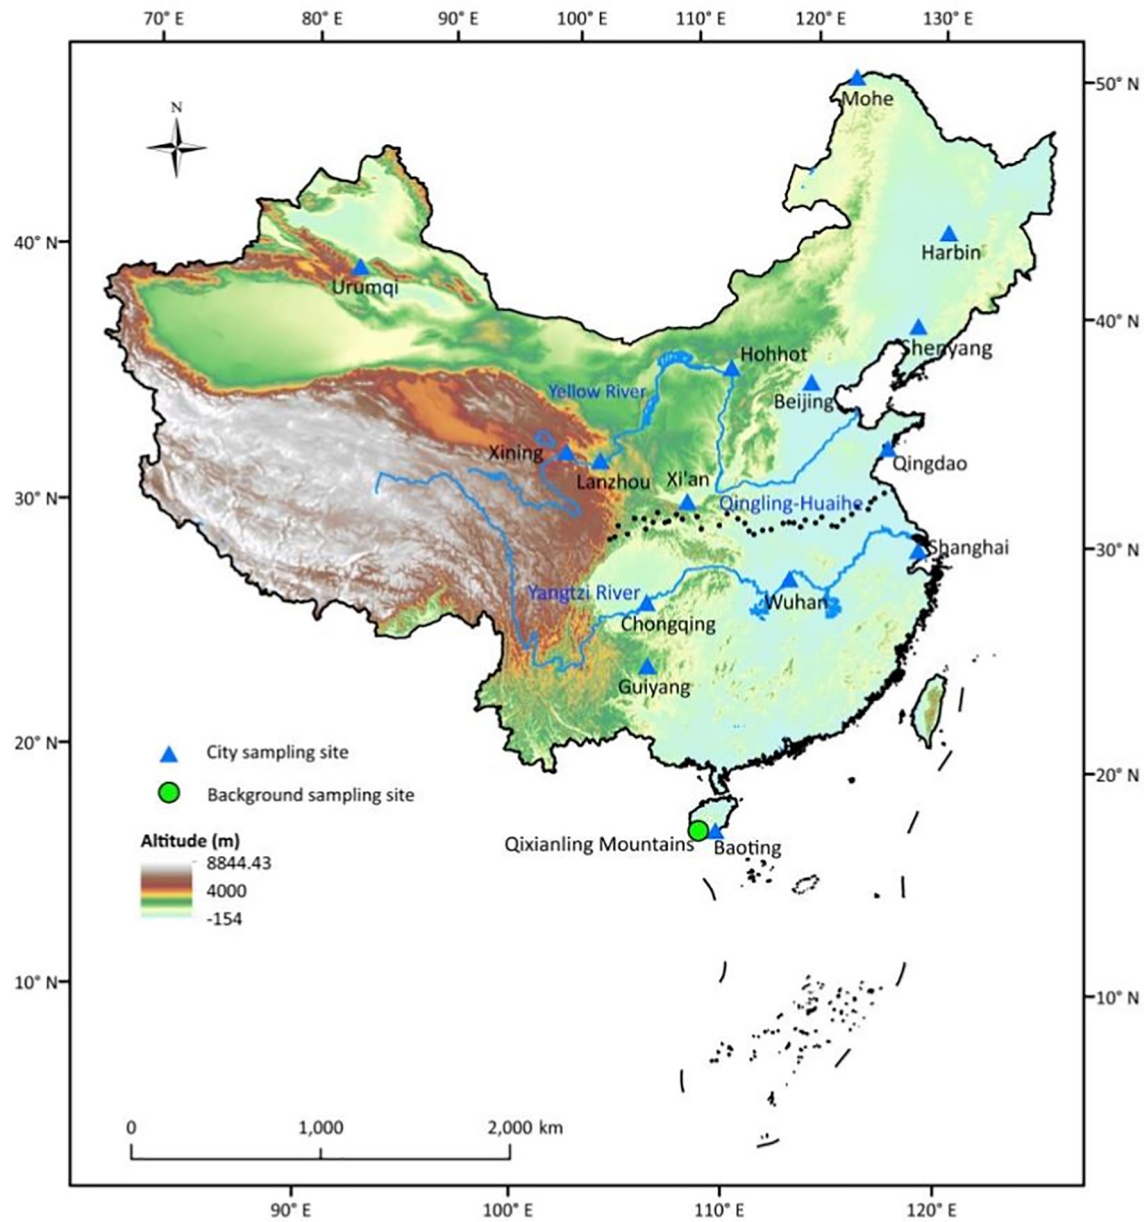 70° E 80° E 90° E 100° E 110° E 120° E 130° E
50° N
Mohe
N
40° N
Harbin
Urumqi
40° N
Shenyang
Hohhot
Yellow River
Beijing
Xining
Lanzhou
Xi'an
Qingdao
30° N
Qingling-Huaihe
30° N
Shanghai
Yangtzi River
Wuhan
Chongqing
Guiyang
20° N
City sampling site
20° N
Background sampling site
Altitude (m)
8844.43
4000
-154
Qixianling Mountains
Baoting
10° N
10° N
0 1,000 2,000 km
90° E 100° E 110° E 120° E